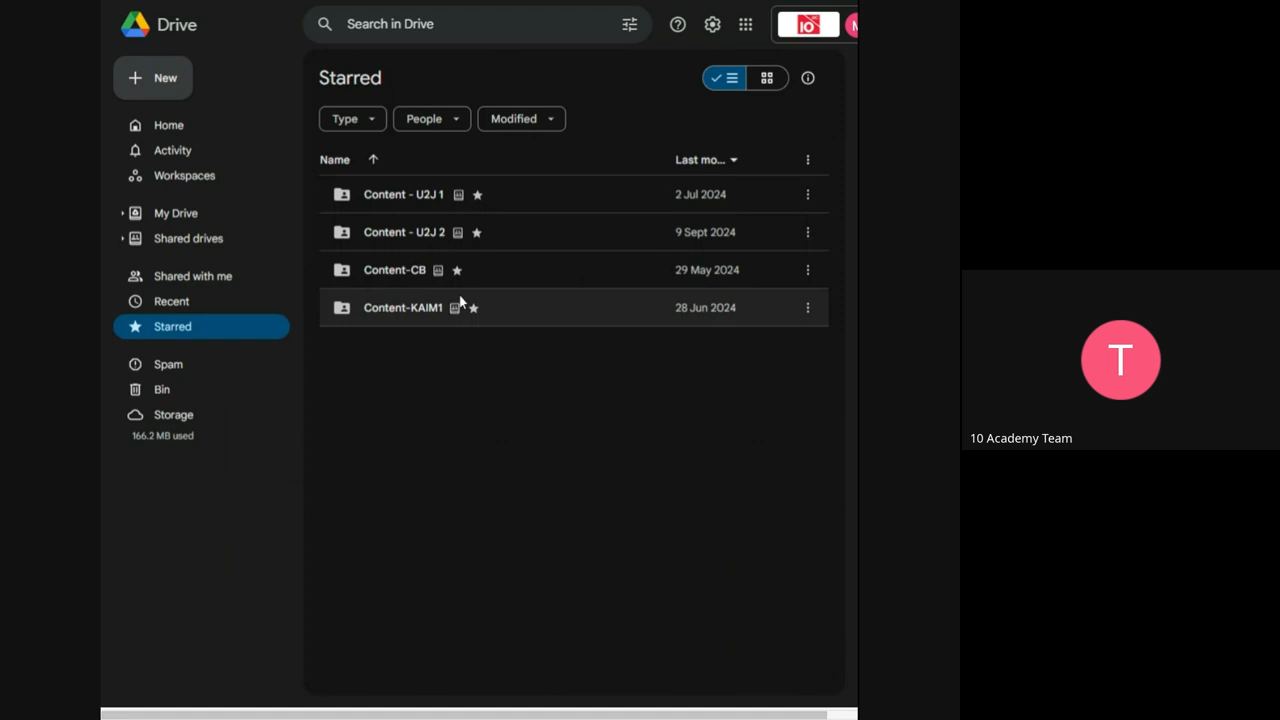 Drive
Search in Drive
10
New
Starred
Type
People
Modified
Home
Activity
Workspaces
My Drive
Shared drives
Shared with me
Recent
Starred
Spam
Bin
Storage
166.2 MB used
Name
Last mo...
Content - U2J 1
2 Jul 2024
Content - U2J 2
9 Sept 2024
Content-CB
29 May 2024
Content-KAIM1
28 Jun 2024
T
10 Academy Team